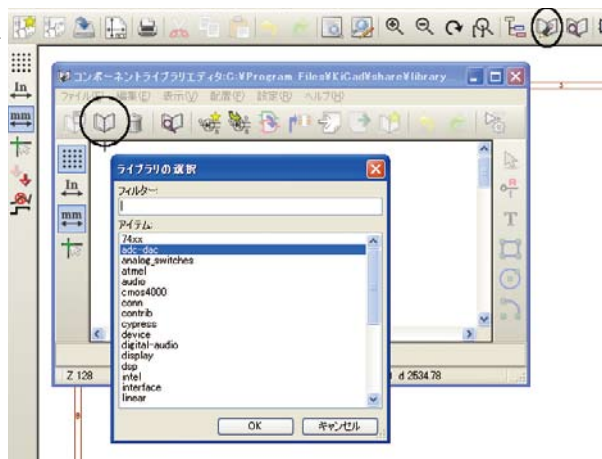 コンポーネントライブラリエディタ:C:¥Program Files¥KiCad¥share¥library
ファイル(F) 編集(E) 表示(V) 配置(P) 設定(R) ヘルプ(H)
In
mm
In
mm
ライブラリの選択
フィルター:
アイテム:
74xx
adc-dac
analog_switches
atmel
audio
cmos4000
conn
contrib
cypress
device
digital-audio
display
dsp
intel
interface
linear
OK
キャンセル
T
Z 128
d 2534.78